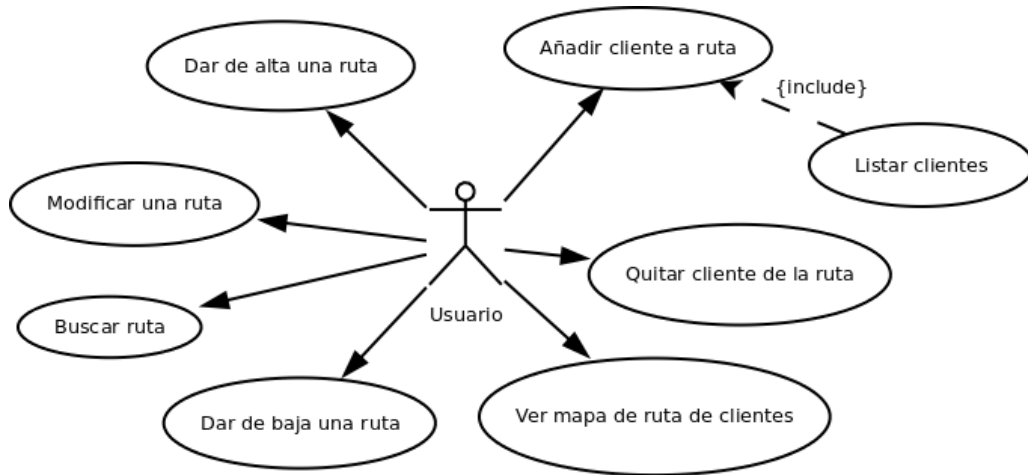 Dar de alta una ruta
Añadir cliente a ruta
{include}
Listar clientes
Modificar una ruta
Quitar cliente de la ruta
Buscar ruta
Usuario
Dar de baja una ruta
Ver mapa de ruta de clientes